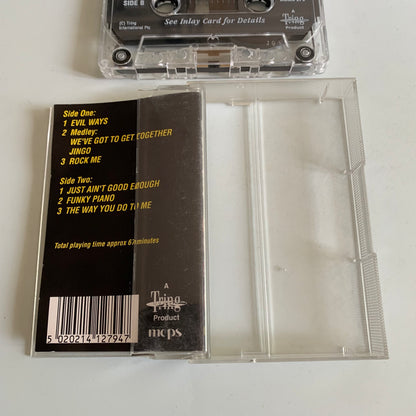 SIDE B
(C) Tring
International Plc
See Inlay Card for Details
A
Tring
Product
Side One:
1 EVIL WAYS
2 Medley:
WE'VE GOT TO GET TOGETHER
JINGO
3 ROCK ME
Side Two:
1 JUST AIN'T GOOD ENOUGH
2 FUNKY PIANO
3 THE WAY YOU DO TO ME
Total playing time approx 67minutes
A
Tring
Product
mcps
5 020214 127947